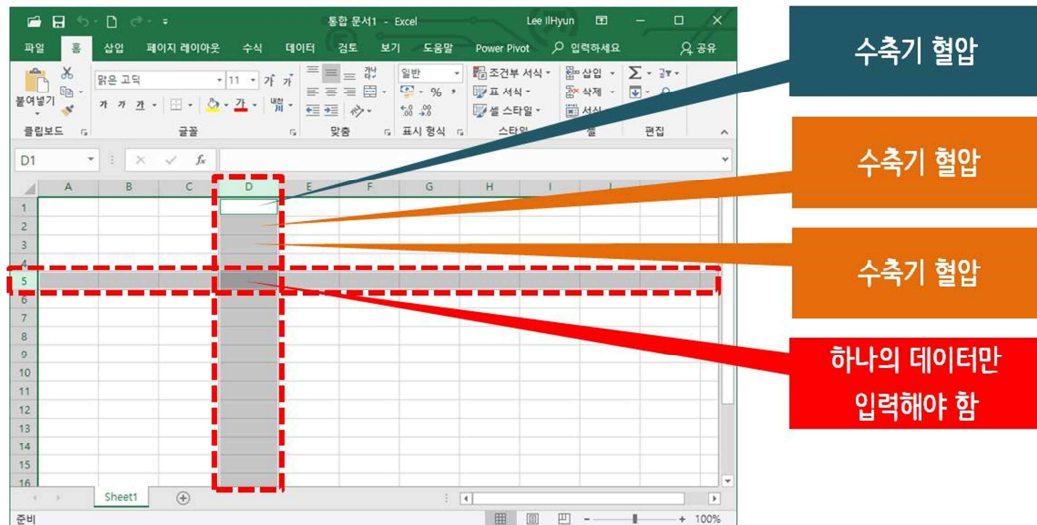 통합 문서1 - Excel
Lee IlHyun
파일 홈 삽입 페이지 레이아웃 수식 데이터 검토 보기 도움말 Power Pivot 입력하세요 공유
붙여넣기
맑은 고딕 11 가 가
가 가 가 가 내천
일반
% ,
조건부 서식
표 서식
셀 스타일
삽입
삭제
서식
클립보드 글꼴 맞춤 표시 형식 스타일 셀 편집
D1 fx
A B C D E F G H I J
1
2
3
4
5
6
7
8
9
10
11
12
13
14
15
16
Sheet1
준비
100%
수축기 혈압
수축기 혈압
수축기 혈압
하나의 데이터만
입력해야 함